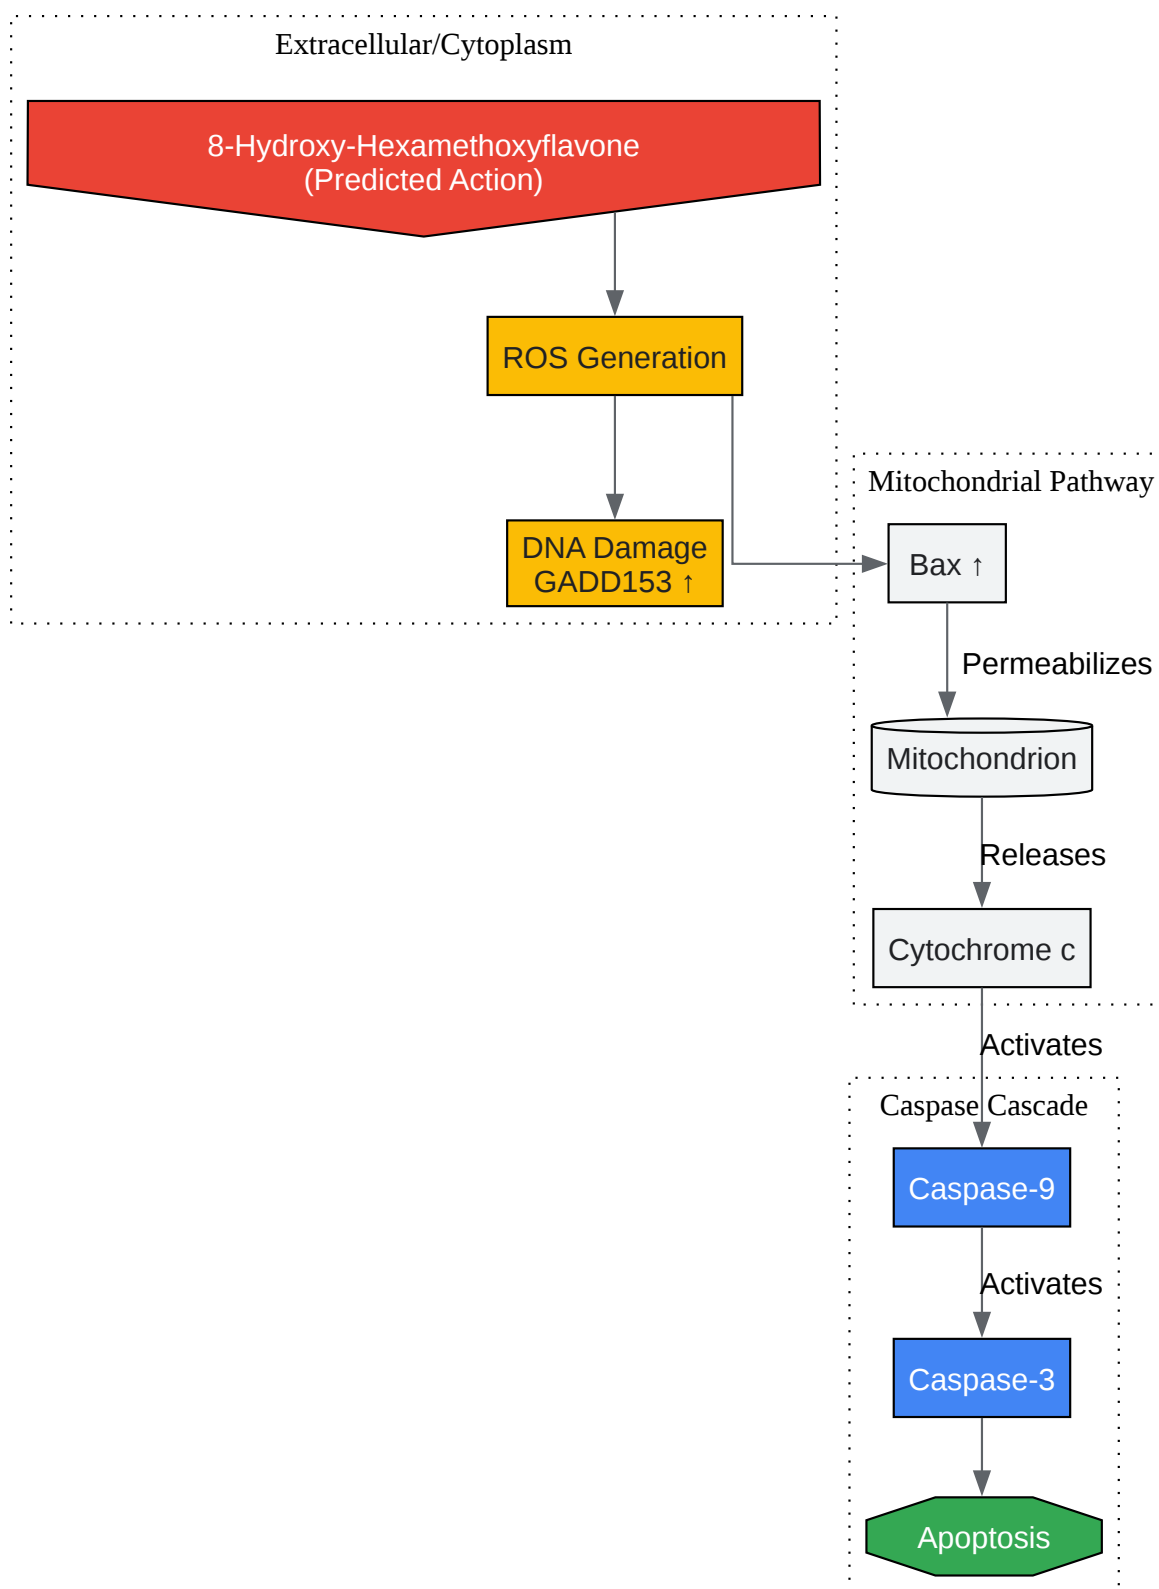 Extracellular/Cytoplasm
8-Hydroxy-Hexamethoxyflavone
(Predicted Action)
ROS Generation
DNA Damage
GADD153 ↑
Mitochondrial Pathway
Bax ↑
Permeabilizes
Mitochondrion
Releases
Cytochrome c
Activates
Caspase Cascade
Caspase-9
Activates
Caspase-3
Apoptosis